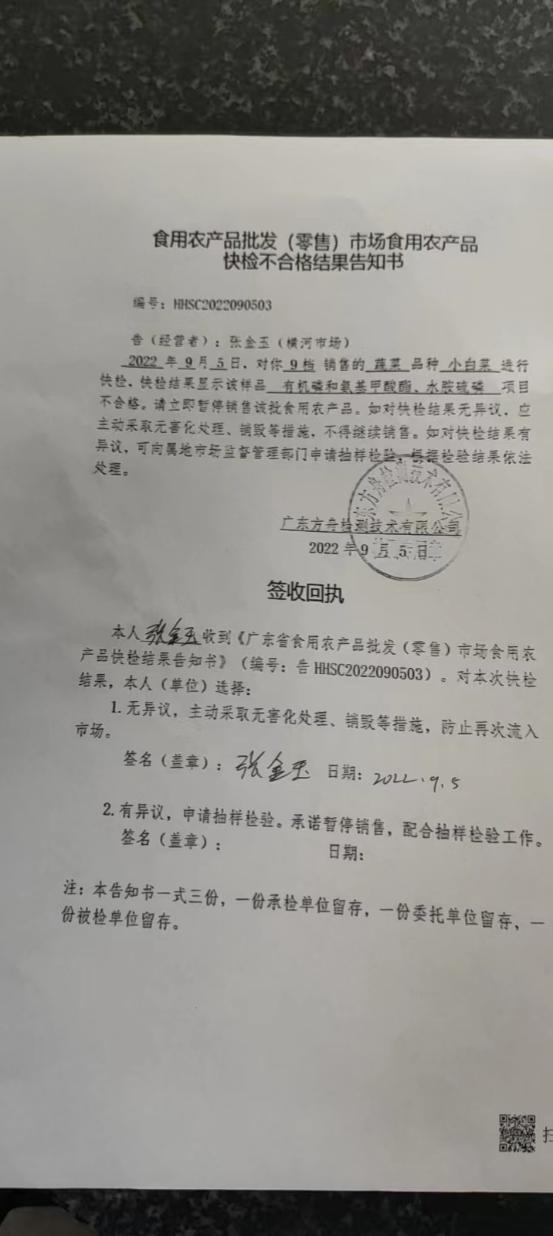 食用农产品批发（零售）市场食用农产品
快检不合格结果告知书
编号：HHSC2022090503
告（经营者）：张金玉（横河市场）
2022 年 9 月 5 日，对你 9档 销售的 蔬菜 品种 小白菜 进行
快检，快检结果显示该样品 有机磷和氨基甲酸酯、水胺硫磷 项目
不合格。请立即暂停销售该批食用农产品。如对快检结果无异议，应
主动采取无害化处理、销毁等措施，不得继续销售。如对快检结果有
异议，可向属地市场监督管理部门申请抽样检验，根据检验结果依法
处理。
广东方舟检测技术有限公司
2022 年 9 月 5 日
签收回执
本人张金玉收到《广东省食用农产品批发（零售）市场食用农
产品快检结果告知书》（编号：告 HHSC2022090503）。对本次快检
结果，本人（单位）选择：
1. 无异议，主动采取无害化处理、销毁等措施，防止再次流入
市场。
签名（盖章）：张金玉 日期：2022.9.5
2. 有异议，申请抽样检验。承诺暂停销售，配合抽样检验工作。
签名（盖章）： 日期：
注：本告知书一式三份，一份承检单位留存，一份委托单位留存，一
份被检单位留存。
扫